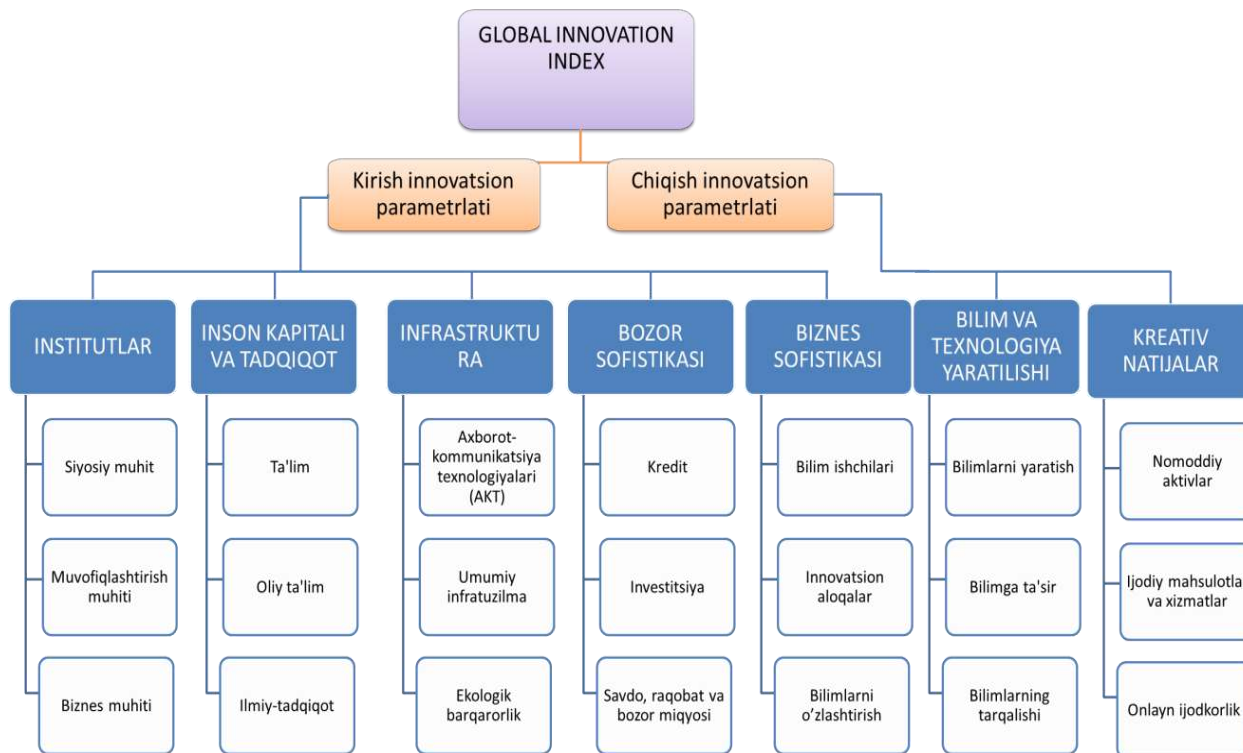 GLOBAL INNOVATION
INDEX
Kirish innovatsion
parametrlati
Chiqish innovatsion
parametrlati
INSTITUTLAR
INSON KAPITALI
VA TADQIQOT
INFRASTRUKTU
RA
BOZOR
SOFISTIKASI
BIZNES
SOFISTIKASI
BILIM VA
TEXNOLOGIYA
YARATILISHI
KREATIV
NATIJALAR
Siyosiy muhit
Muvofiqlashtirish
muhiti
Biznes muhiti
Ta'lim
Oliy ta'lim
Ilmiy-tadqiqot
Axborot-
kommunikatsiya
texnologiyalari
(AKT)
Umumiy
infratuzilma
Ekologik
barqarorlik
Kredit
Investitsiya
Savdo, raqobat va
bozor miqyosi
Bilim ishchilari
Innovatsion
aloqalar
Bilimlarni
o’zlashtirish
Bilimlarni yaratish
Bilimga ta'sir
Bilimlarning
tarqalishi
Nomoddiy
aktivlar
Ijodiy mahsulotla
va xizmatlar
Onlayn ijodkorlik